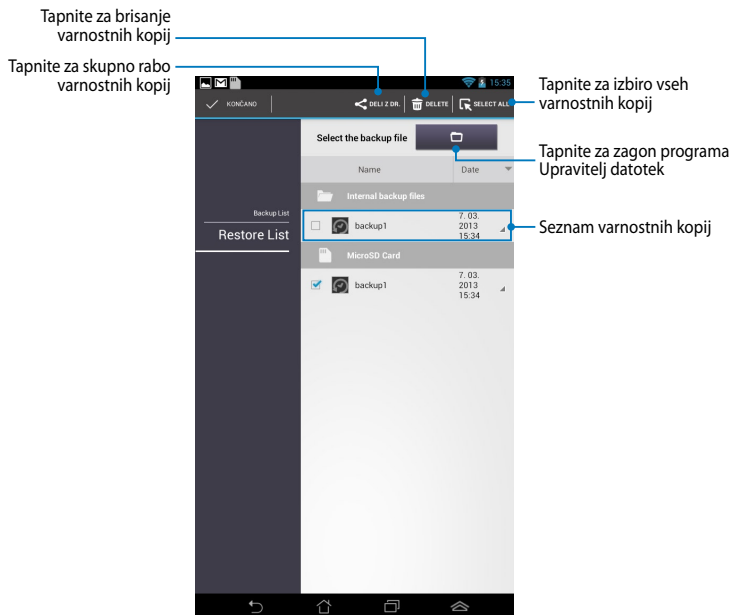 Tapnite za brisanje
varnostnih kopij
Tapnite za skupno rabo
varnostnih kopij
15:35
KONČANO
DELI Z DR.
DELETE
SELECT ALL
Tapnite za izbiro vseh
varnostnih kopij
Select the backup file
Tapnite za zagon programa
Upravitelj datotek
Name
Date
Internal backup files
Backup List
Restore List
backup1
7. 03.
2013
15:34
Seznam varnostnih kopij
MicroSD Card
backup1
7. 03.
2013
15:34